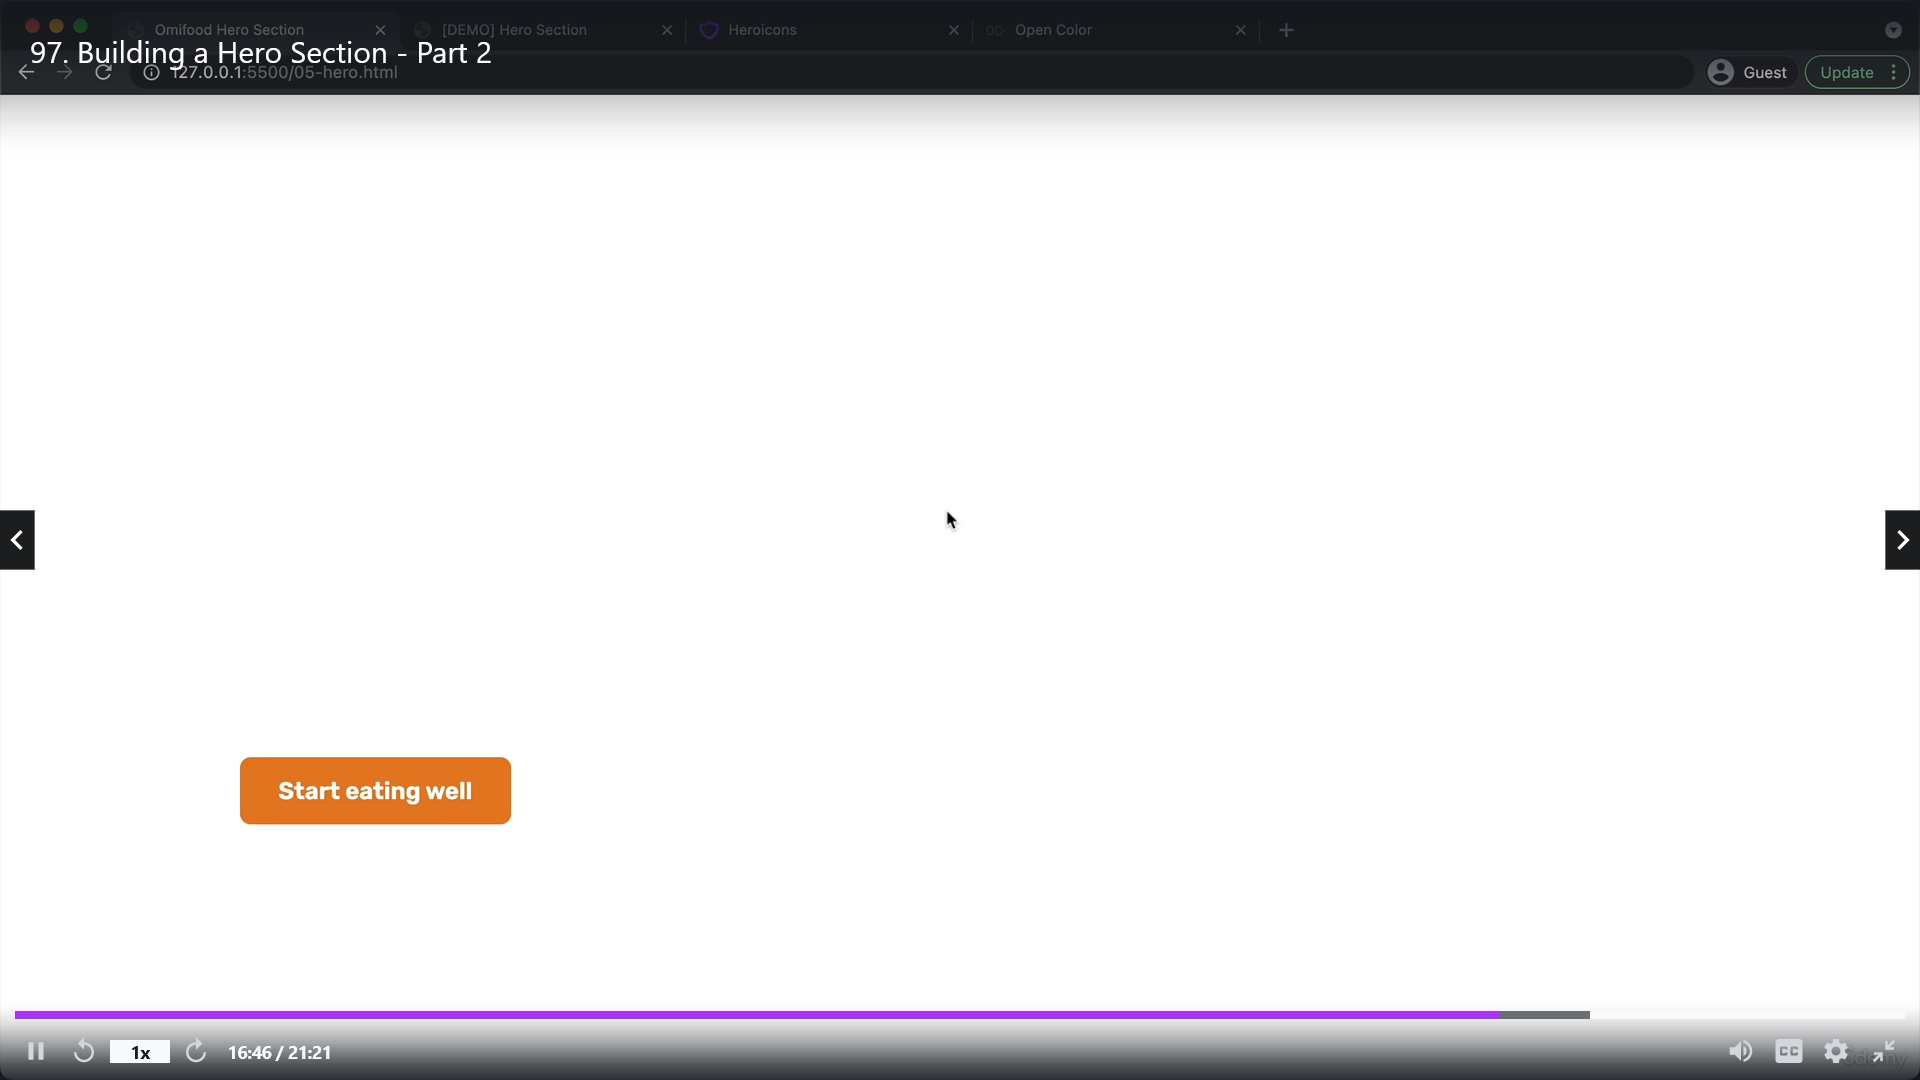 Omifood Hero Section
[DEMO] Hero Section
Heroicons
Open Color
97. Building a Hero Section - Part 2
127.0.0.1:5500/05-hero.html
Guest
Update
Start eating well
1x
16:46 / 21:21
CC